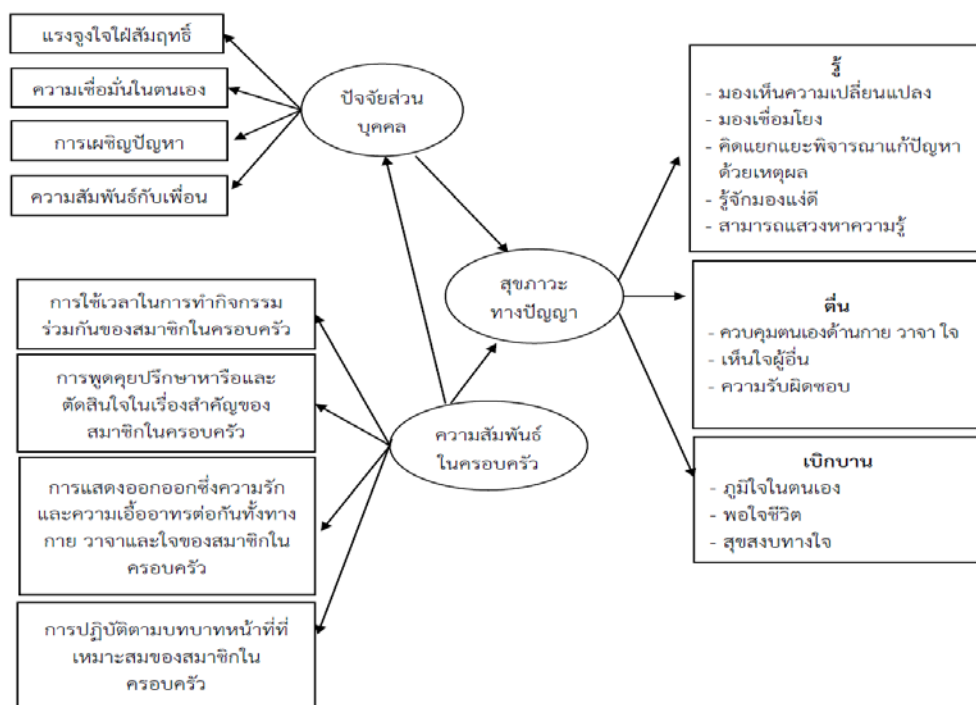 แรงจูงใจใฝ่สัมฤทธิ์
ความเชื่อมั่นในตนเอง
การเผชิญปัญหา
ความสัมพันธ์กับเพื่อน
ปัจจัยส่วน
บุคคล
รู้
- มองเห็นความเปลี่ยนแปลง
- มองเชื่อมโยง
- คิดแยกแยะพิจารณาแก้ปัญหา
ด้วยเหตุผล
- รู้จักมองแง่ดี
- สามารถแสวงหาความรู้
สุขภาวะ
ทางปัญญา
ตื่น
- ควบคุมตนเองด้านกาย วาจา ใจ
- เห็นใจผู้อื่น
- ความรับผิดชอบ
เบิกบาน
- ภูมิใจในตนเอง
- พอใจชีวิต
- สุขสงบทางใจ
การใช้เวลาในการทำกิจกรรม
ร่วมกันของสมาชิกในครอบครัว
การพูดคุยปรึกษาหารือและ
ตัดสินใจในเรื่องสำคัญของ
สมาชิกในครอบครัว
ความสัมพันธ์
ในครอบครัว
การแสดงออกออกซึ่งความรัก
และความเอื้ออาทรต่อกันทั้งทาง
กาย วาจาและใจของสมาชิกใน
ครอบครัว
การปฏิบัติตามบทบาทหน้าที่ที่
เหมาะสมของสมาชิกใน
ครอบครัว